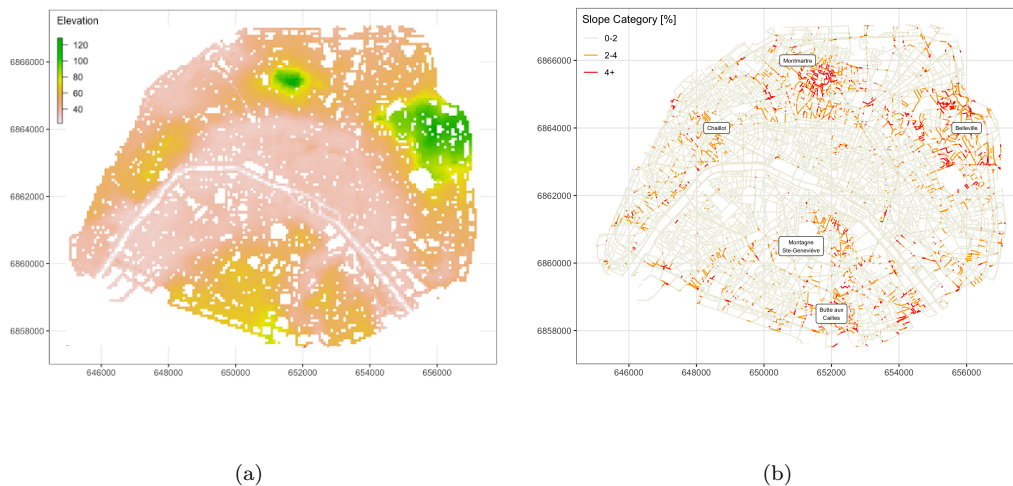 Elevation
120
100
80
60
40
6866000
6864000
6862000
6860000
6858000
646000 648000 650000 652000 654000 656000
(a)
Slope Category [%]
0-2
2-4
4+
Montmartre
Chaillot
Belleville
Montagne
Ste-Geneviève
Butte aux
Cailles
6866000
6864000
6862000
6860000
6858000
646000 648000 650000 652000 654000 656000
(b)